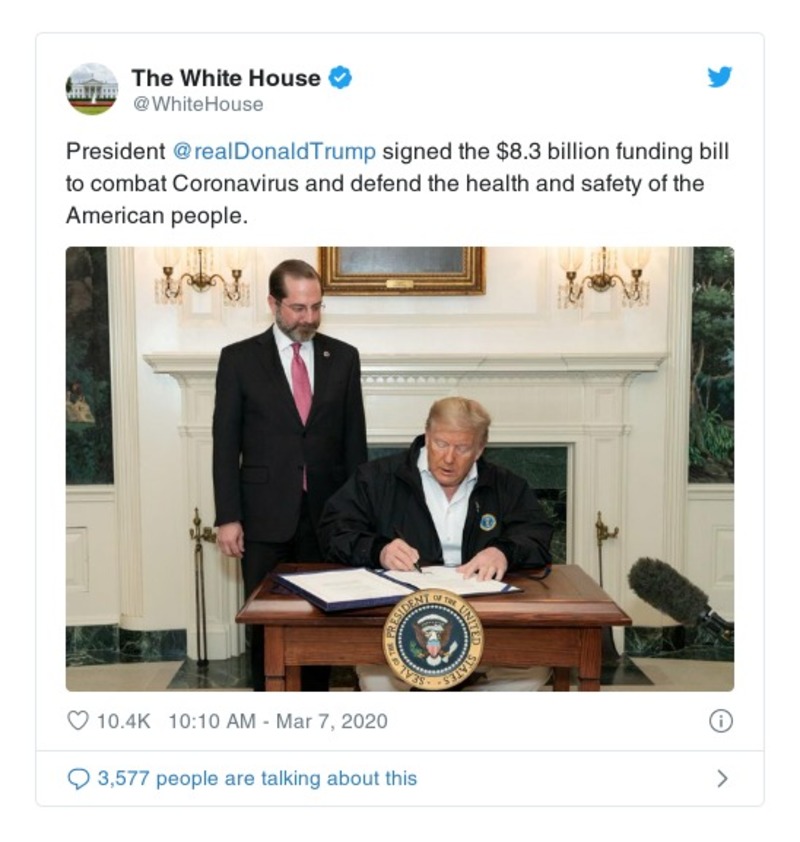 The White House
@WhiteHouse
President @realDonaldTrump signed the $8.3 billion funding bill
to combat Coronavirus and defend the health and safety of the
American people.
SEAL OF THE PRESIDENT OF THE UNITED STATES
10.4K 10:10 AM - Mar 7, 2020
3,577 people are talking about this